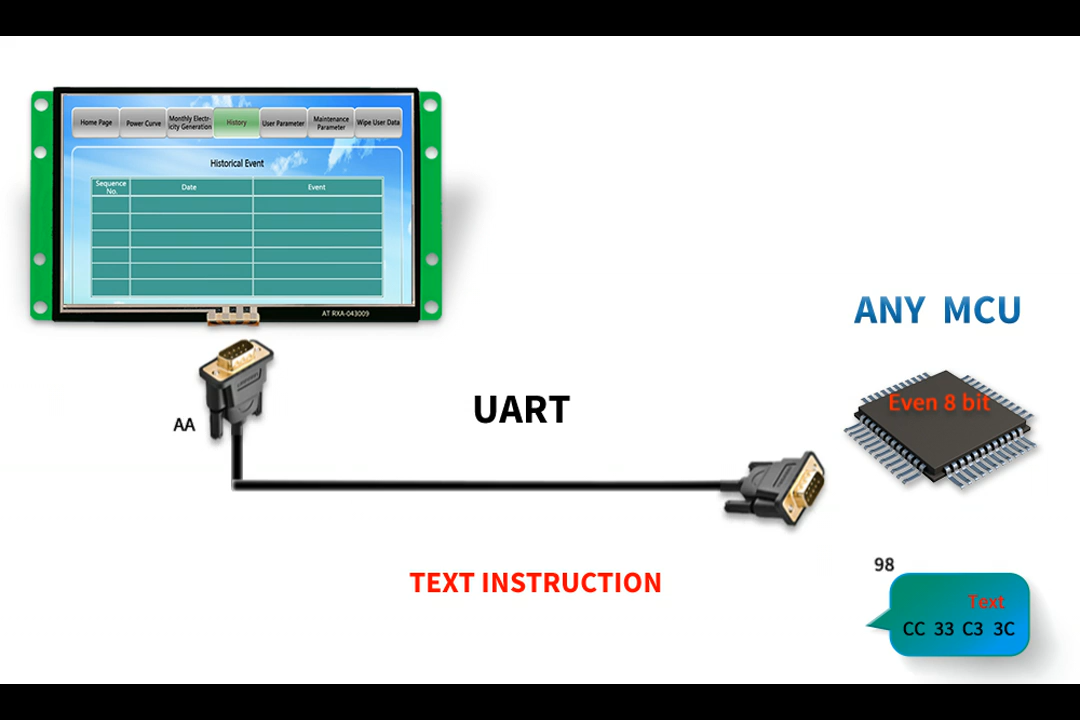 Home Page
Power Curve
Monthly Electr-
icity Generation
History
User Parameter
Maintenance
Parameter
Wipe User Data
Historical Event
Sequence
No.
Date
Event
AT RXA-043009
ANY MCU
Even 8 bit
AA
UART
TEXT INSTRUCTION
98
Text
CC 33 C3 3C